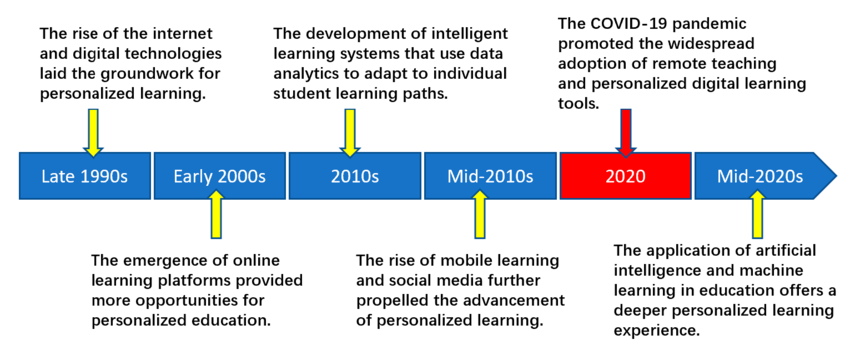 The rise of the internet
and digital technologies
laid the groundwork for
personalized learning.
The development of intelligent
learning systems that use data
analytics to adapt to individual
student learning paths.
The COVID-19 pandemic
promoted the widespread
adoption of remote teaching
and personalized digital learning
tools.
Late 1990s
Early 2000s
2010s
Mid-2010s
2020
Mid-2020s
The emergence of online
learning platforms provided
more opportunities for
personalized education.
The rise of mobile learning
and social media further
propelled the advancement
of personalized learning.
The application of artificial
intelligence and machine
learning in education offers a
deeper personalized learning
experience.